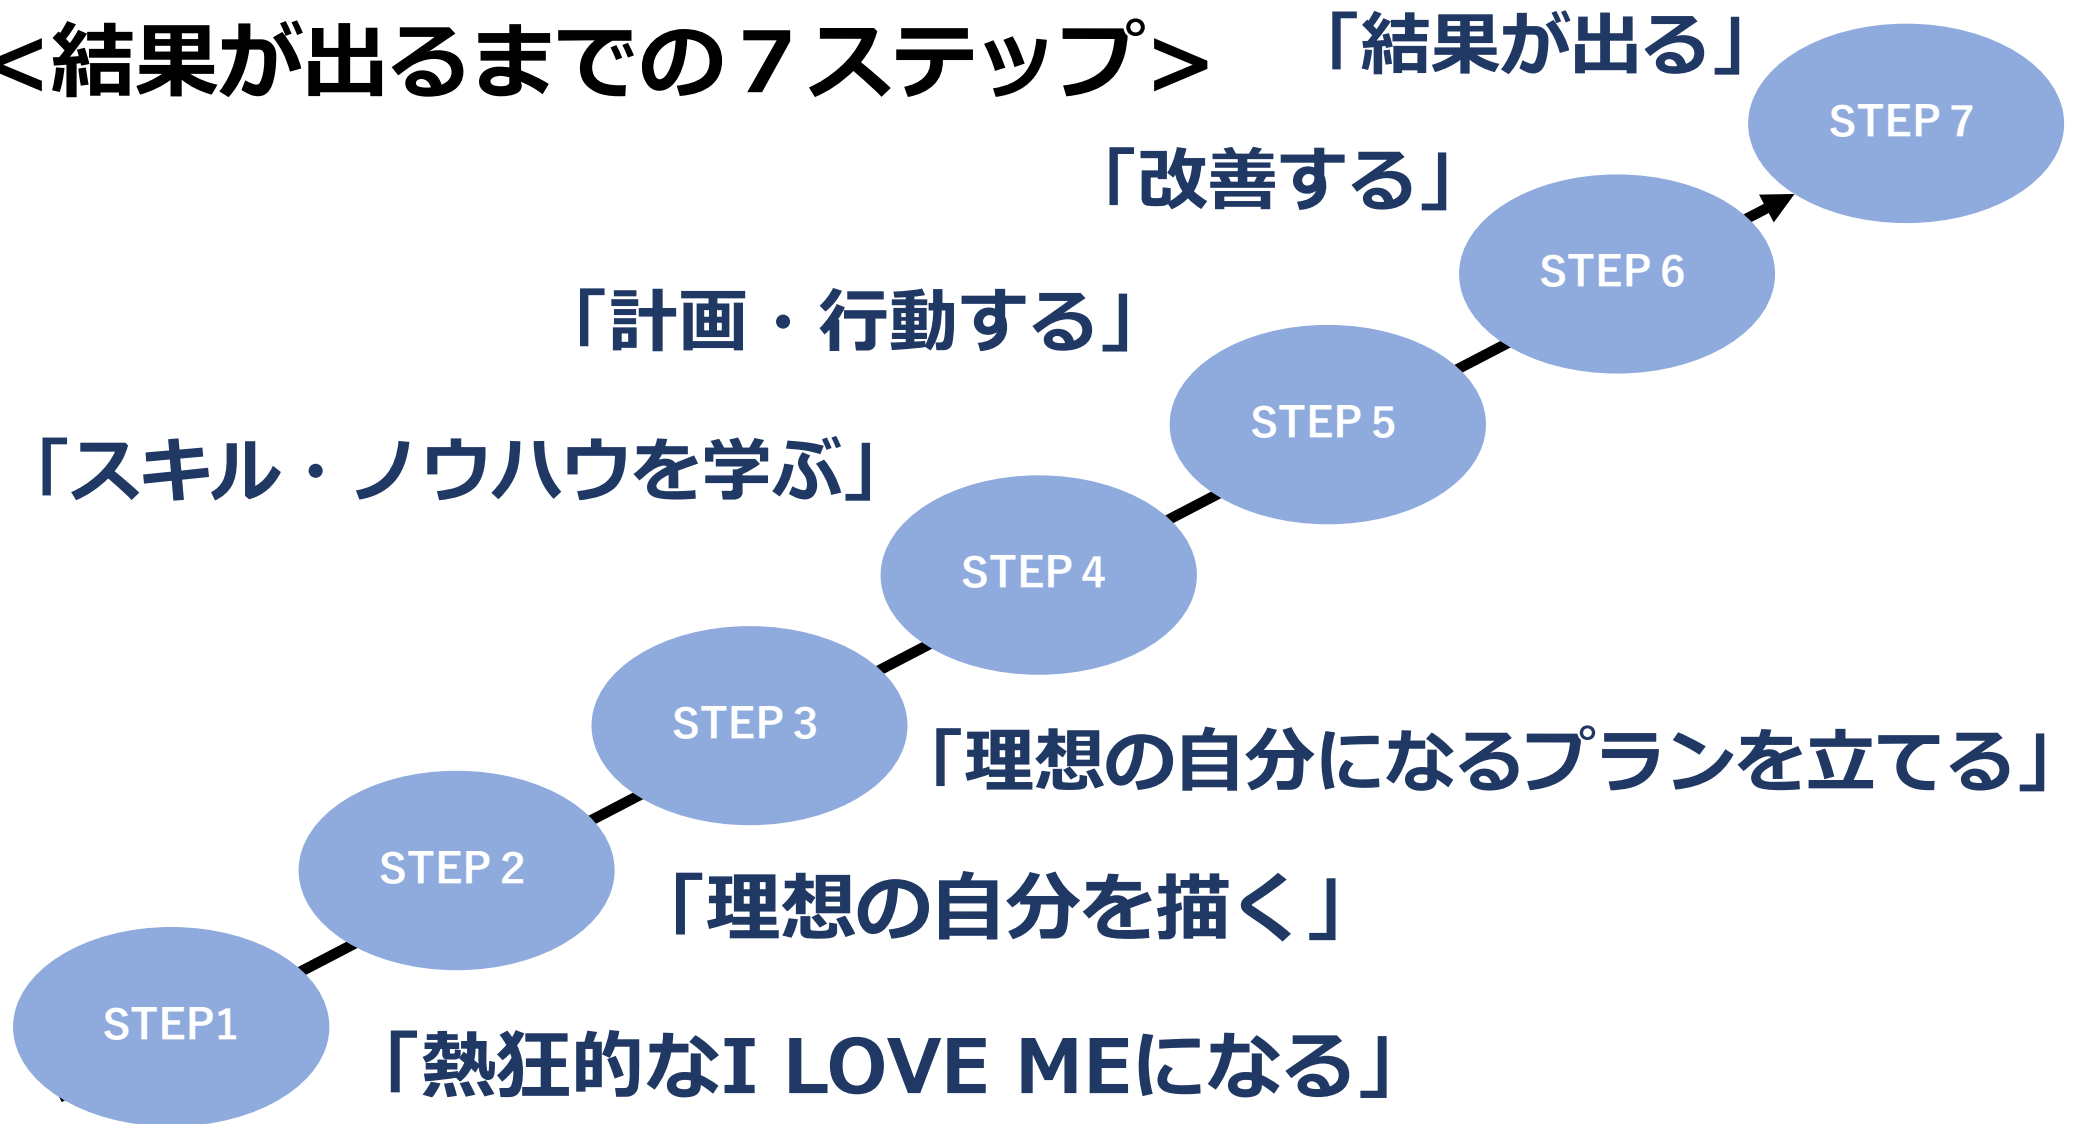 <結果が出るまでの７ステップ>
「結果が出る」
STEP 7
「改善する」
STEP 6
「計画・行動する」
STEP 5
「スキル・ノウハウを学ぶ」
STEP 4
STEP 3
「理想の自分になるプランを立てる」
STEP 2
「理想の自分を描く」
STEP1
「熱狂的なI LOVE MEになる」